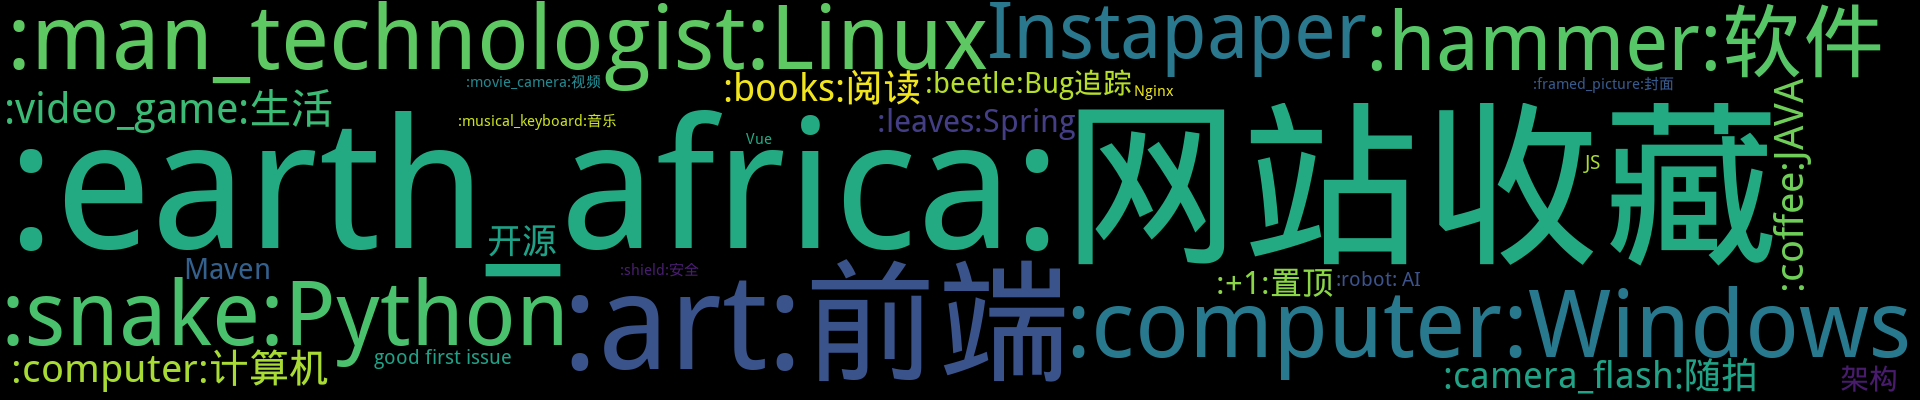 :man_technologist:Linux
Instapaper
:hammer:软件
:movie_camera:视频
:books:阅读
:beetle:Bug追踪
Nginx
:framed_picture:封面
:video_game:生活
:musical_keyboard:音乐
Vue
:leaves:Spring
JS
:coffee:JAVA
:earth_africa:网站收藏
开源
Maven
:shield:安全
:+1:置顶
:robot: AI
:snake:Python
:art:前端
:computer:Windows
:computer:计算机
good first issue
:camera_flash:随拍
架构